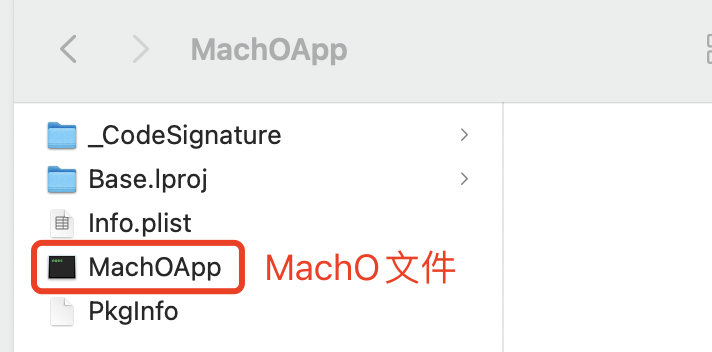 MachOApp
_CodeSignature
Base.lproj
Info.plist
MachOApp MachO 文件
PkgInfo